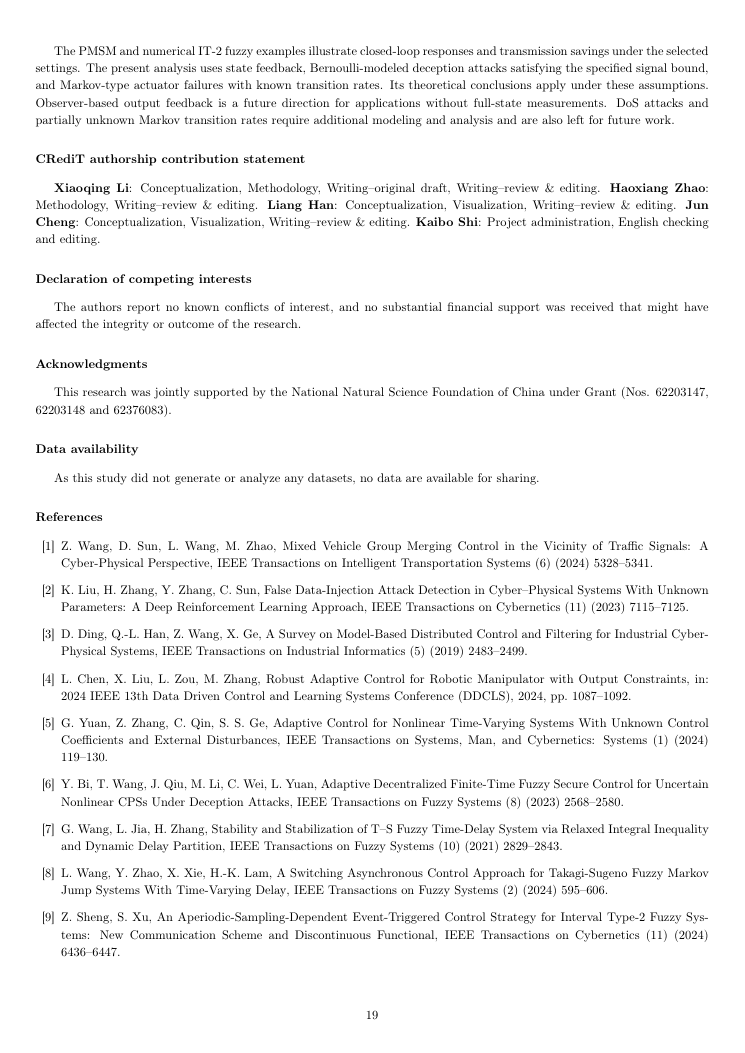 The PMSM and numerical IT-2 fuzzy examples illustrate closed-loop responses and transmission savings under the selected
settings. The present analysis uses state feedback, Bernoulli-modeled deception attacks satisfying the specified signal bound,
and Markov-type actuator failures with known transition rates. Its theoretical conclusions apply under these assumptions.
Observer-based output feedback is a future direction for applications without full-state measurements. DoS attacks and
partially unknown Markov transition rates require additional modeling and analysis and are also left for future work.
CRediT authorship contribution statement
Xiaoqing Li: Conceptualization, Methodology, Writing–original draft, Writing–review & editing. Haoxiang Zhao:
Methodology, Writing–review & editing. Liang Han: Conceptualization, Visualization, Writing–review & editing. Jun
Cheng: Conceptualization, Visualization, Writing–review & editing. Kaibo Shi: Project administration, English checking
and editing.
Declaration of competing interests
The authors report no known conflicts of interest, and no substantial financial support was received that might have
affected the integrity or outcome of the research.
Acknowledgments
This research was jointly supported by the National Natural Science Foundation of China under Grant (Nos. 62203147,
62203148 and 62376083).
Data availability
As this study did not generate or analyze any datasets, no data are available for sharing.
References
[1] Z. Wang, D. Sun, L. Wang, M. Zhao, Mixed Vehicle Group Merging Control in the Vicinity of Traffic Signals: A
Cyber-Physical Perspective, IEEE Transactions on Intelligent Transportation Systems (6) (2024) 5328–5341.
[2] K. Liu, H. Zhang, Y. Zhang, C. Sun, False Data-Injection Attack Detection in Cyber–Physical Systems With Unknown
Parameters: A Deep Reinforcement Learning Approach, IEEE Transactions on Cybernetics (11) (2023) 7115–7125.
[3] D. Ding, Q.-L. Han, Z. Wang, X. Ge, A Survey on Model-Based Distributed Control and Filtering for Industrial Cyber-
Physical Systems, IEEE Transactions on Industrial Informatics (5) (2019) 2483–2499.
[4] L. Chen, X. Liu, L. Zou, M. Zhang, Robust Adaptive Control for Robotic Manipulator with Output Constraints, in:
2024 IEEE 13th Data Driven Control and Learning Systems Conference (DDCLS), 2024, pp. 1087–1092.
[5] G. Yuan, Z. Zhang, C. Qin, S. S. Ge, Adaptive Control for Nonlinear Time-Varying Systems With Unknown Control
Coefficients and External Disturbances, IEEE Transactions on Systems, Man, and Cybernetics: Systems (1) (2024)
119–130.
[6] Y. Bi, T. Wang, J. Qiu, M. Li, C. Wei, L. Yuan, Adaptive Decentralized Finite-Time Fuzzy Secure Control for Uncertain
Nonlinear CPSs Under Deception Attacks, IEEE Transactions on Fuzzy Systems (8) (2023) 2568–2580.
[7] G. Wang, L. Jia, H. Zhang, Stability and Stabilization of T–S Fuzzy Time-Delay System via Relaxed Integral Inequality
and Dynamic Delay Partition, IEEE Transactions on Fuzzy Systems (10) (2021) 2829–2843.
[8] L. Wang, Y. Zhao, X. Xie, H.-K. Lam, A Switching Asynchronous Control Approach for Takagi-Sugeno Fuzzy Markov
Jump Systems With Time-Varying Delay, IEEE Transactions on Fuzzy Systems (2) (2024) 595–606.
[9] Z. Sheng, S. Xu, An Aperiodic-Sampling-Dependent Event-Triggered Control Strategy for Interval Type-2 Fuzzy Sys-
tems: New Communication Scheme and Discontinuous Functional, IEEE Transactions on Cybernetics (11) (2024)
6436–6447.
19